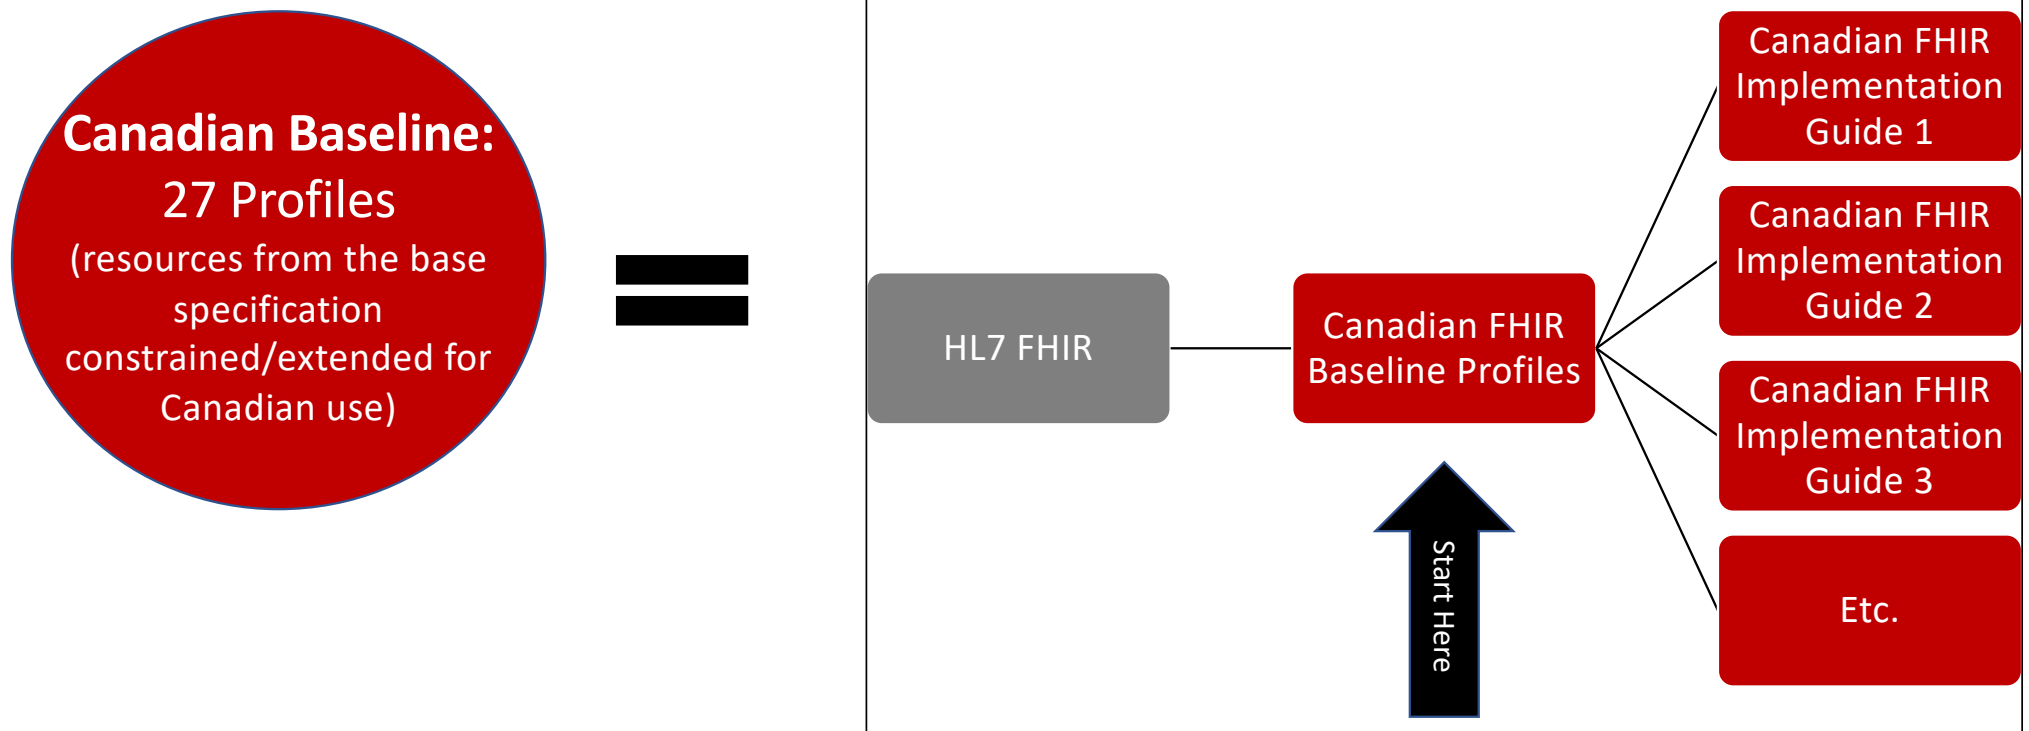 Canadian Baseline:
27 Profiles
(resources from the base
specification
constrained/extended for
Canadian use)
HL7 FHIR
Canadian FHIR
Baseline Profiles
Start Here
Canadian FHIR
Implementation
Guide 1
Canadian FHIR
Implementation
Guide 2
Canadian FHIR
Implementation
Guide 3
Etc.